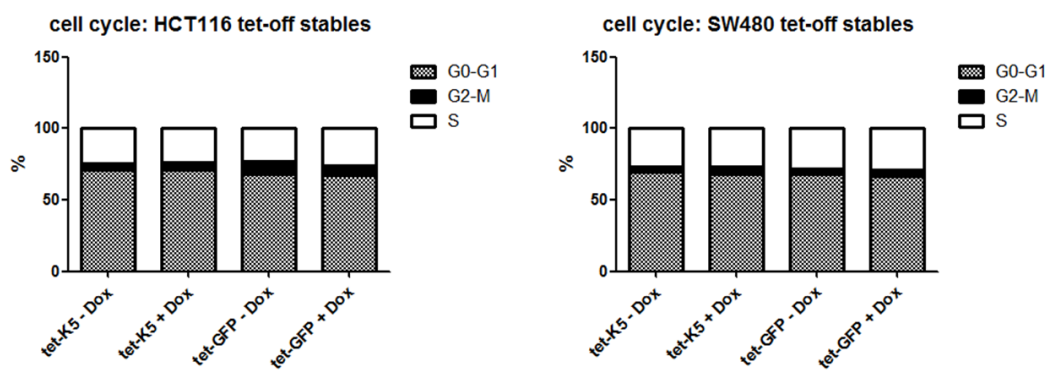 cell cycle: HCT116 tet-off stables
150
100
50
0
%
G0-G1
G2-M
S
tet-K5 - Dox
tet-K5 + Dox
tet-GFP - Dox
tet-GFP + Dox
cell cycle: SW480 tet-off stables
150
100
50
0
%
G0-G1
G2-M
S
tet-K5 - Dox
tet-K5 + Dox
tet-GFP - Dox
tet-GFP + Dox